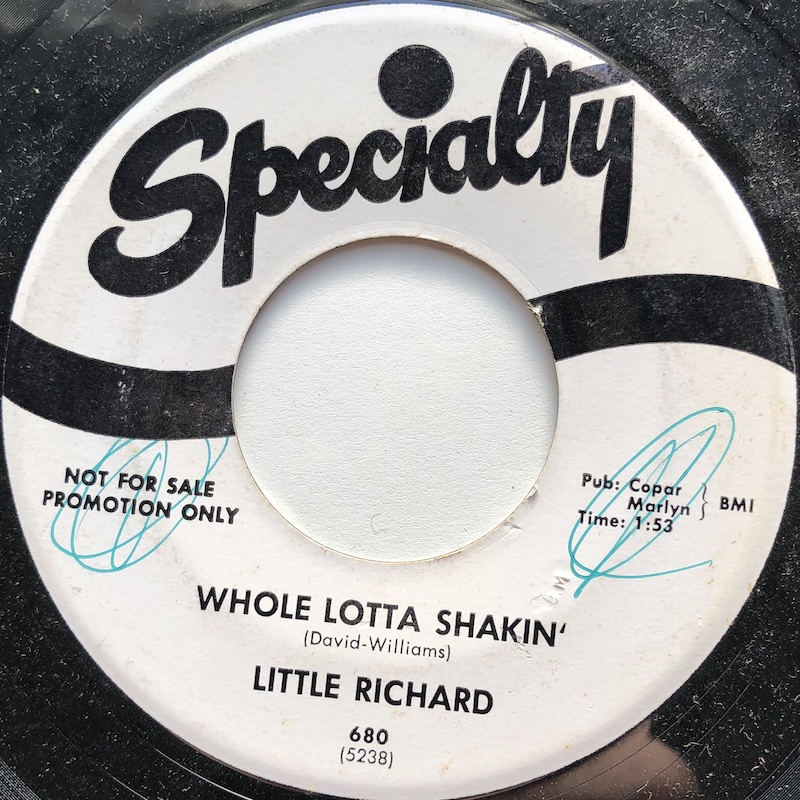 Specialty
NOT FOR SALE
PROMOTION ONLY
Pub: Copar
Marlyn } BMI
Time: 1:53
WHOLE LOTTA SHAKIN'
(David-Williams)
LITTLE RICHARD
680
(5238)